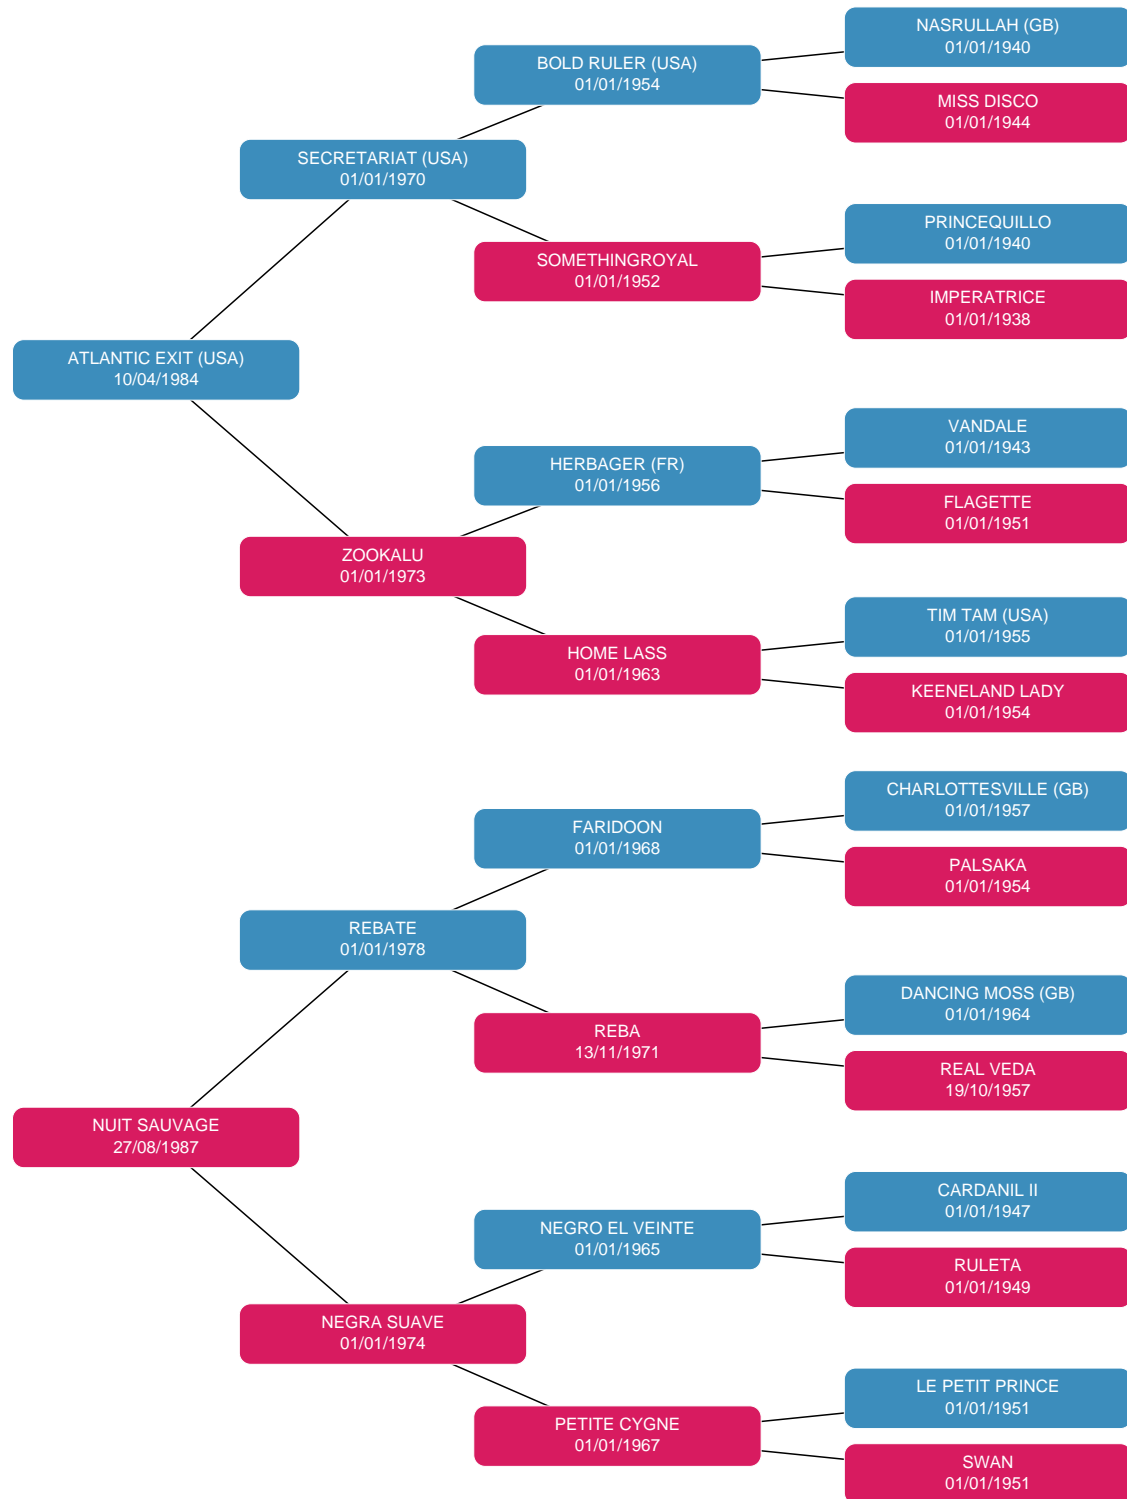 NASRULLAH (GB)
01/01/1940
BOLD RULER (USA)
01/01/1954
MISS DISCO
01/01/1944
SECRETARIAT (USA)
01/01/1970
PRINCEQUILLO
01/01/1940
SOMETHINGROYAL
01/01/1952
IMPERATRICE
01/01/1938
ATLANTIC EXIT (USA)
10/04/1984
VANDALE
01/01/1943
HERBAGER (FR)
01/01/1956
FLAGETTE
01/01/1951
ZOOKALU
01/01/1973
TIM TAM (USA)
01/01/1955
HOME LASS
01/01/1963
KEENELAND LADY
01/01/1954
CHARLOTTESVILLE (GB)
01/01/1957
FARIDOON
01/01/1968
PALSAKA
01/01/1954
REBATE
01/01/1978
DANCING MOSS (GB)
01/01/1964
REBA
13/11/1971
REAL VEDA
19/10/1957
NUIT SAUVAGE
27/08/1987
CARDANIL II
01/01/1947
NEGRO EL VEINTE
01/01/1965
RULETA
01/01/1949
NEGRA SUAVE
01/01/1974
LE PETIT PRINCE
01/01/1951
PETITE CYGNE
01/01/1967
SWAN
01/01/1951